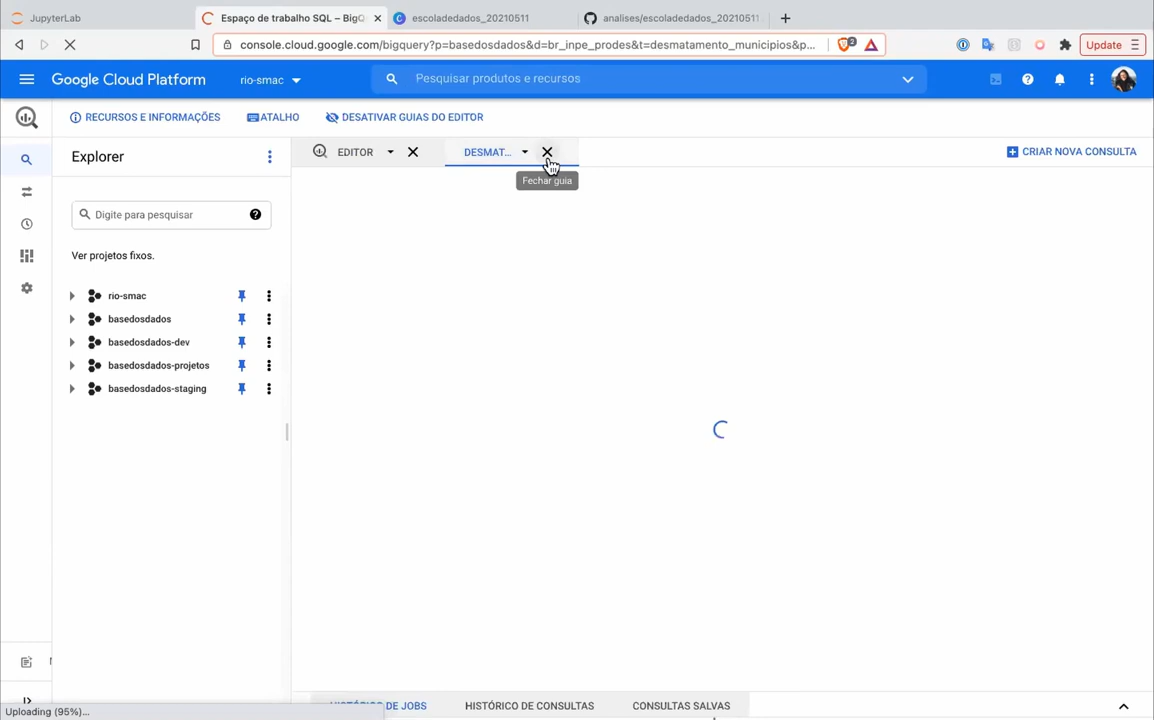 JupyterLab
Espaço de trabalho SQL – BigQ
escoladedados_20210511
analises/escoladedados_20210511
console.cloud.google.com/bigquery?p=basedosdados&d=br_inpe_prodes&t=desmatamento_municipios&p...
2
Update
Google Cloud Platform
rio-smac
Pesquisar produtos e recursos
RECURSOS E INFORMAÇÕES
ATALHO
DESATIVAR GUIAS DO EDITOR
Explorer
EDITOR
DESMAT...
CRIAR NOVA CONSULTA
Fechar guia
Digite para pesquisar
Ver projetos fixos.
rio-smac
basedosdados
basedosdados-dev
basedosdados-projetos
basedosdados-staging
HISTÓRICO DE JOBS
HISTÓRICO DE CONSULTAS
CONSULTAS SALVAS
Uploading (95%)...